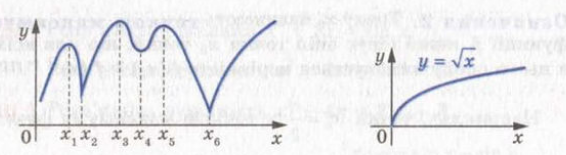 y
0
x₁ x₂ x₃ x₄ x₅ x₆ x
y
y = √x
0
x